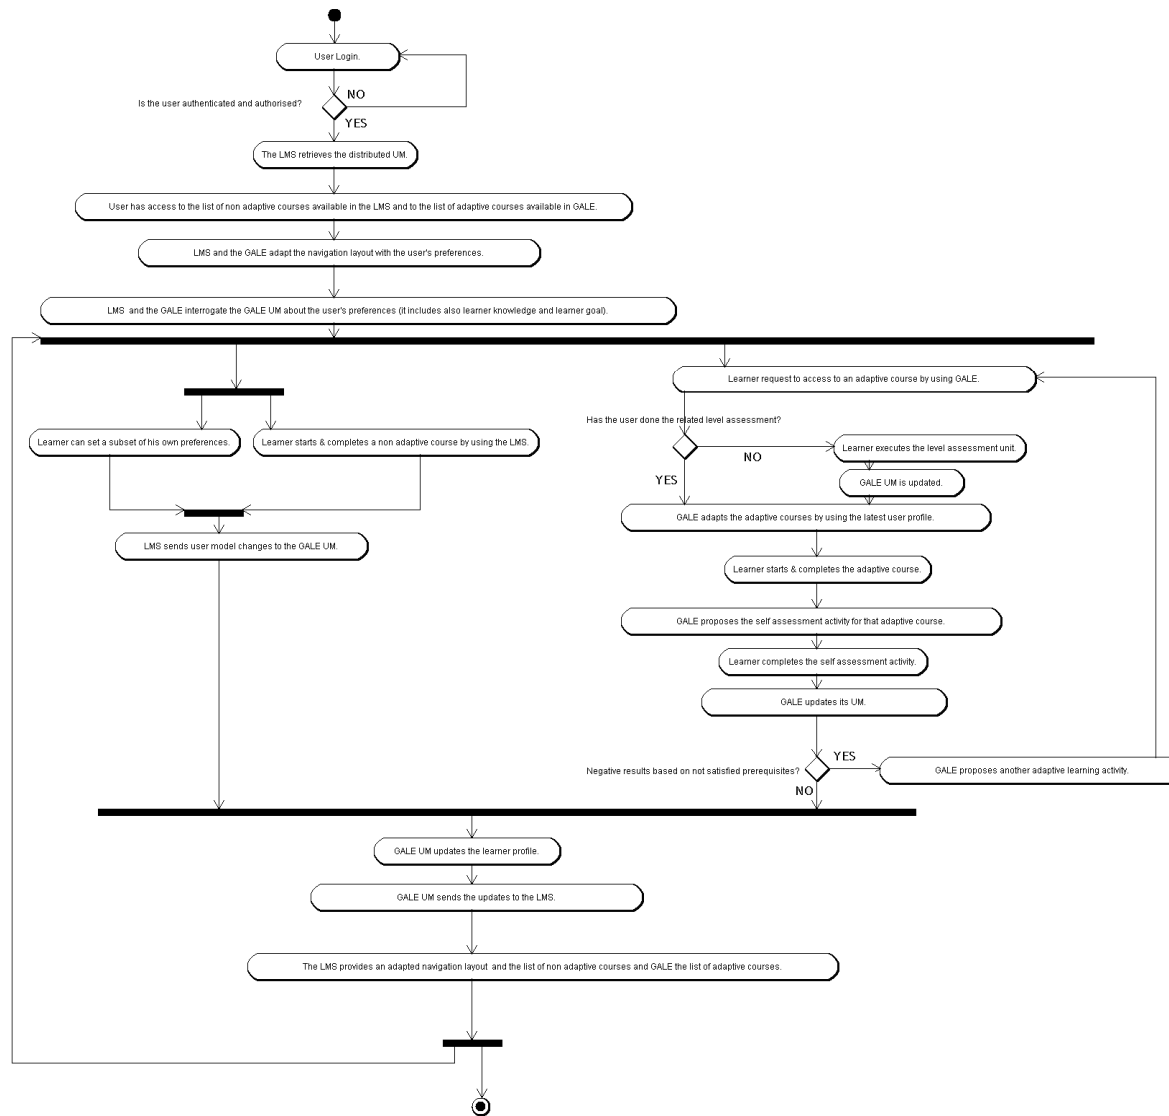 User Login.
NO
Is the user authenticated and authorised?
YES
The LMS retrieves the distributed UM.
User has access to the list of non adaptive courses available in the LMS and to the list of adaptive courses available in GALE.
LMS and the GALE adapt the navigation layout with the user's preferences.
LMS and the GALE interrogate the GALE UM about the user's preferences (it includes also learner knowledge and learner goal).
Learner request to access to an adaptive course by using GALE.
Has the user done the related level assessment?
Learner can set a subset of his own preferences.
Learner starts & completes a non adaptive course by using the LMS.
Learner executes the level assessment unit.
NO
YES
GALE UM is updated.
GALE adapts the adaptive courses by using the latest user profile.
LMS sends user model changes to the GALE UM.
Learner starts & completes the adaptive course.
GALE proposes the self assessment activity for that adaptive course.
Learner completes the self assessment activity.
GALE updates its UM.
YES
Negative results based on not satisfied prerequisites?
GALE proposes another adaptive learning activity.
NO
GALE UM updates the learner profile.
GALE UM sends the updates to the LMS.
The LMS provides an adapted navigation layout and the list of non adaptive courses and GALE the list of adaptive courses.